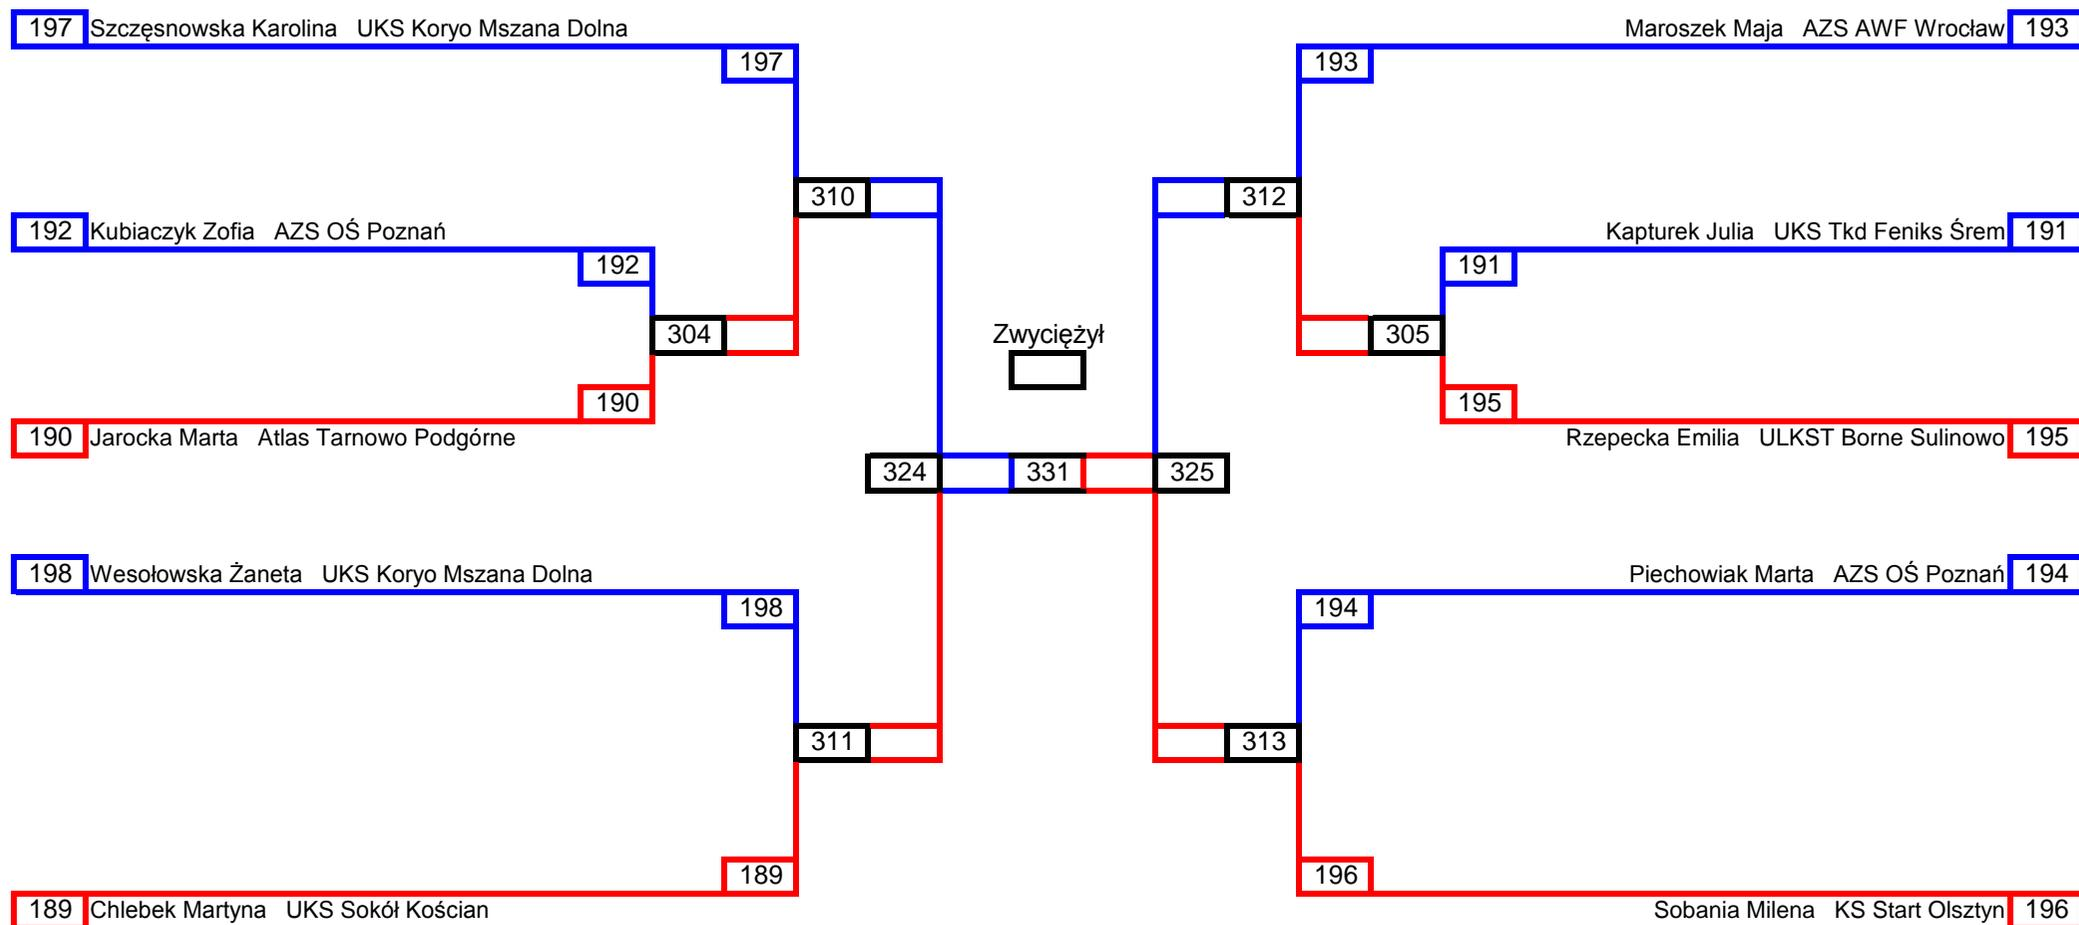 197 Szczęsnowska Karolina UKS Koryo Mszana Dolna
Maroszek Maja AZS AWF Wrocław 193
197
193
310
312
192 Kubiaczyk Zofia AZS OŚ Poznań
Kapturek Julia UKS Tkd Feniks Śrem 191
192
191
304
Zwyciężył
305
190
195
190 Jarocka Marta Atlas Tarnowo Podgórne
Rzepecka Emilia ULKST Borne Sulinowo 195
324
331
325
198 Wesołowska Żaneta UKS Koryo Mszana Dolna
Piechowiak Marta AZS OŚ Poznań 194
198
194
311
313
189
196
189 Chlebek Martyna UKS Sokół Kościan
Sobania Milena KS Start Olsztyn 196